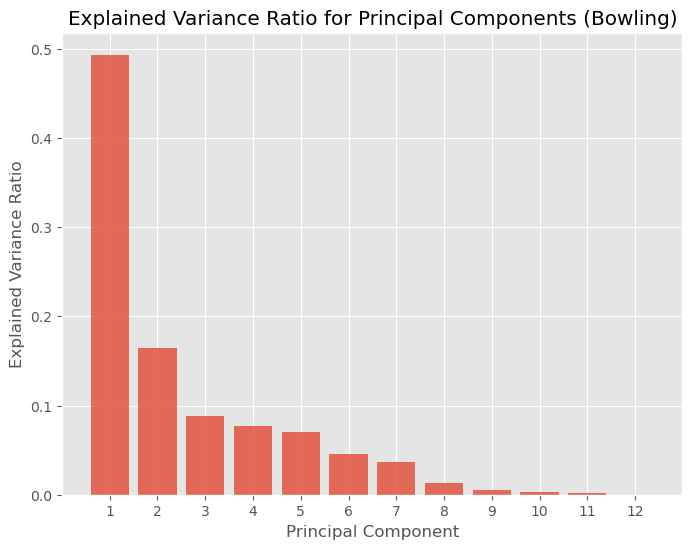 Explained Variance Ratio for Principal Components (Bowling)
0.5
0.4
0.3
0.2
0.1
0.0
Explained Variance Ratio
1 2 3 4 5 6 7 8 9 10 11 12
Principal Component